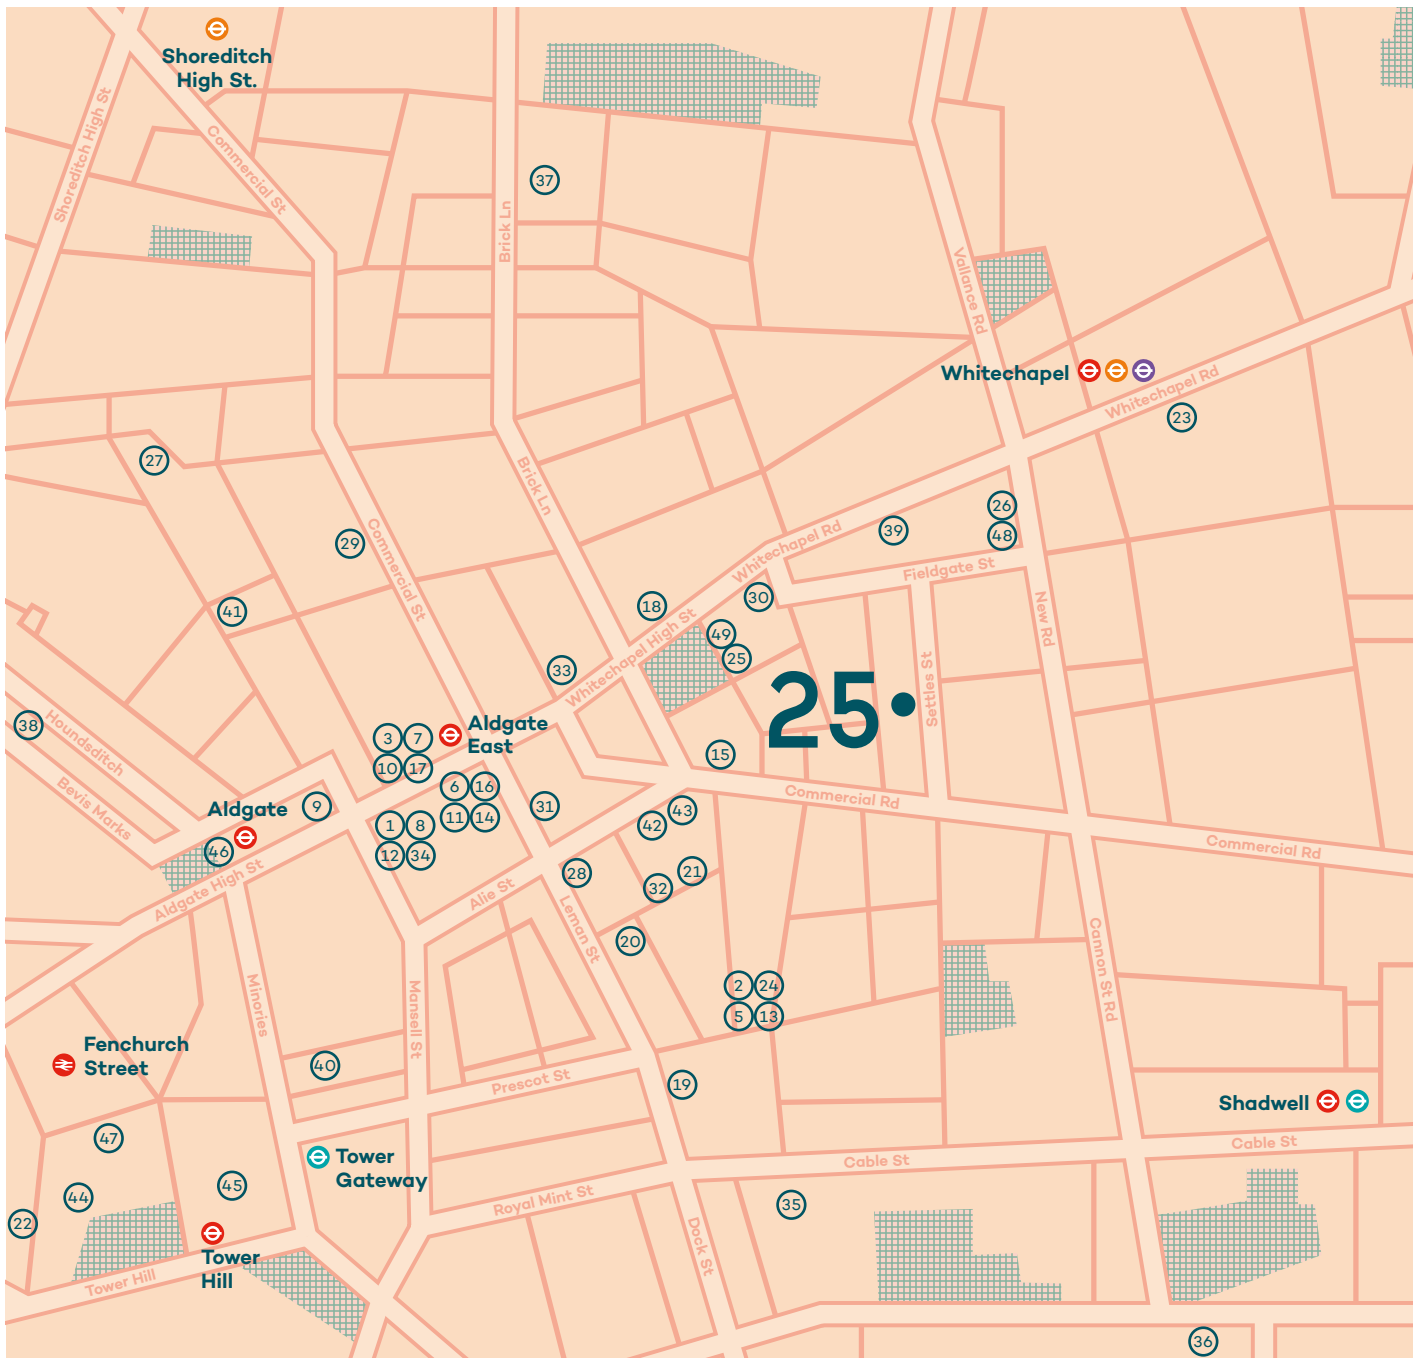 Shoreditch
High St.
Shoreditch High St
Commercial St
37
Brick Ln
Vallance Rd
Whitechapel
Whitechapel Rd
23
27
Brick Ln
29
Commercial St
26
39
48
Whitechapel Rd
Fieldgate St
41
18
30
New Rd
49
25
Whitechapel High St
33
Settles St
25
38
Houndsditch
Bevis Marks
3
7
10
17
Aldgate
East
15
Aldgate
9
6
16
11
14
31
Commercial Rd
1
8
12
34
43
42
46
Aldgate High St
28
21
32
Commercial Rd
Alie St
Leman St
20
Cannon St Rd
2
24
5
13
Minories
Mansell St
Fenchurch
Street
40
Prescot St
19
Shadwell
47
Tower
Gateway
Cable St
Cable St
44
45
22
Royal Mint St
35
Dock St
Tower
Hill
Tower Hill
36